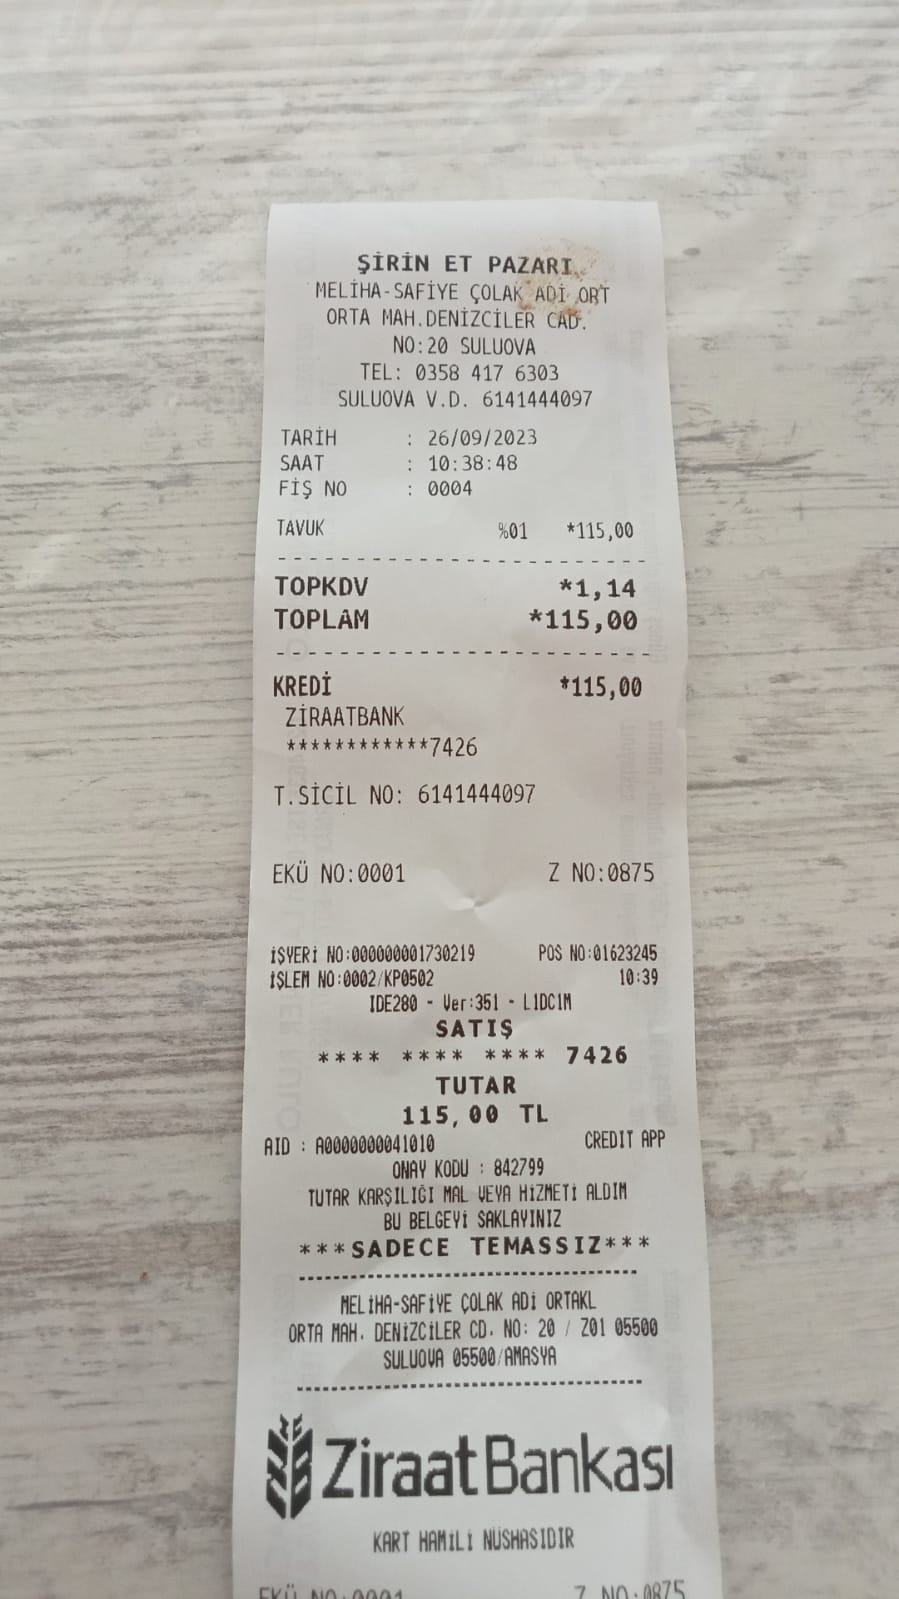 ŞİRİN ET PAZARI
MELİHA-SAFİYE ÇOLAK ADİ ORT
ORTA MAH.DENİZCİLER CAD.
NO:20 SULUOVA
TEL: 0358 417 6303
SULUOVA V.D. 6141444097
TARİH : 26/09/2023
SAAT : 10:38:48
FİŞ NO : 0004
TAVUK %01 *115,00
TOPKDV *1,14
TOPLAM *115,00
KREDİ *115,00
ZİRAATBANK
************7426
T.SİCİL NO: 6141444097
EKÜ NO:0001 Z NO:0875
İŞYERİ NO:000000001730219 POS NO:01623245
İŞLEM NO:0002/KP0502 10:39
IDE280 - Ver:351 - L1DC1M
SATIŞ
**** **** **** 7426
TUTAR
115,00 TL
AID : A0000000041010 CREDIT APP
ONAY KODU : 842799
TUTAR KARŞILIĞI MAL VEYA HİZMETİ ALDIM
BU BELGEYİ SAKLAYINIZ
***SADECE TEMASSIZ***
MELİHA-SAFİYE ÇOLAK ADİ ORTAKL
ORTA MAH. DENİZCİLER CD. NO: 20 / Z01 05500
SULUOVA 05500/AMASYA
Ziraat Bankası
KART HAMİLİ NÜSHASIDIR
EKÜ NO:0001 Z NO:0875